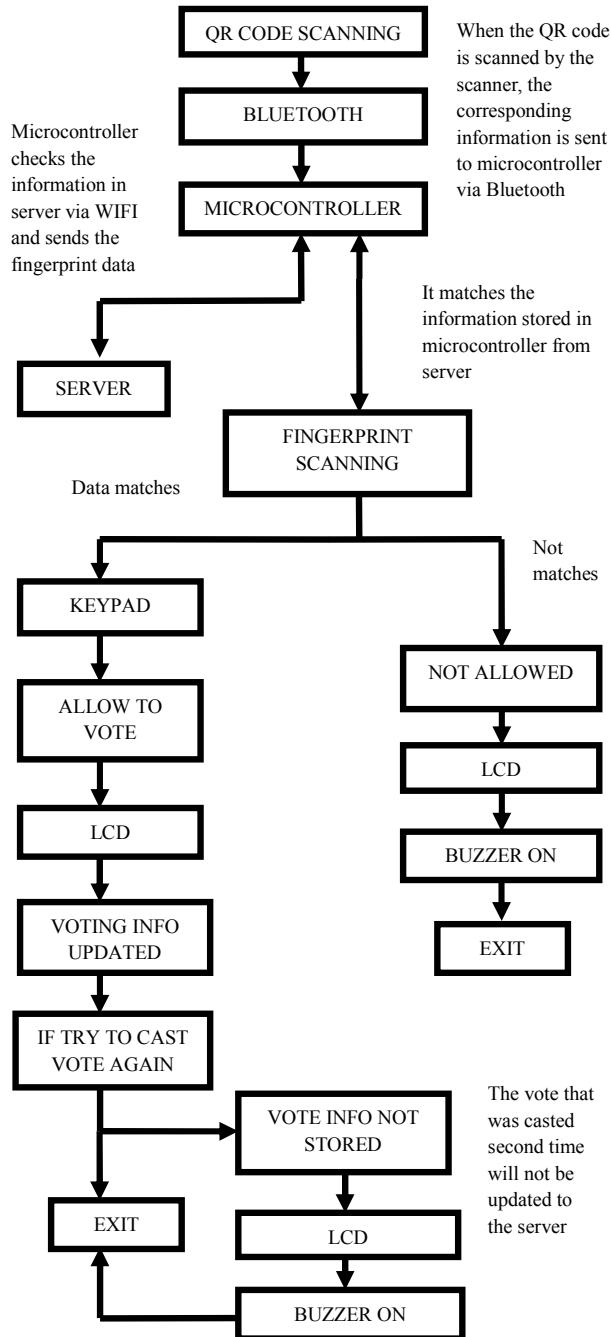 QR CODE SCANNING
When the QR code
is scanned by the
scanner, the
corresponding
information is sent
to microcontroller
via Bluetooth
BLUETOOTH
Microcontroller
checks the
information in
server via WIFI
and sends the
fingerprint data
MICROCONTROLLER
It matches the
information stored in
microcontroller from
server
SERVER
FINGERPRINT
SCANNING
Data matches
Not
matches
KEYPAD
ALLOW TO
VOTE
LCD
VOTING INFO
UPDATED
IF TRY TO CAST
VOTE AGAIN
NOT ALLOWED
LCD
BUZZER ON
EXIT
VOTE INFO NOT
STORED
The vote that
was casted
second time
will not be
updated to
the server
EXIT
LCD
BUZZER ON